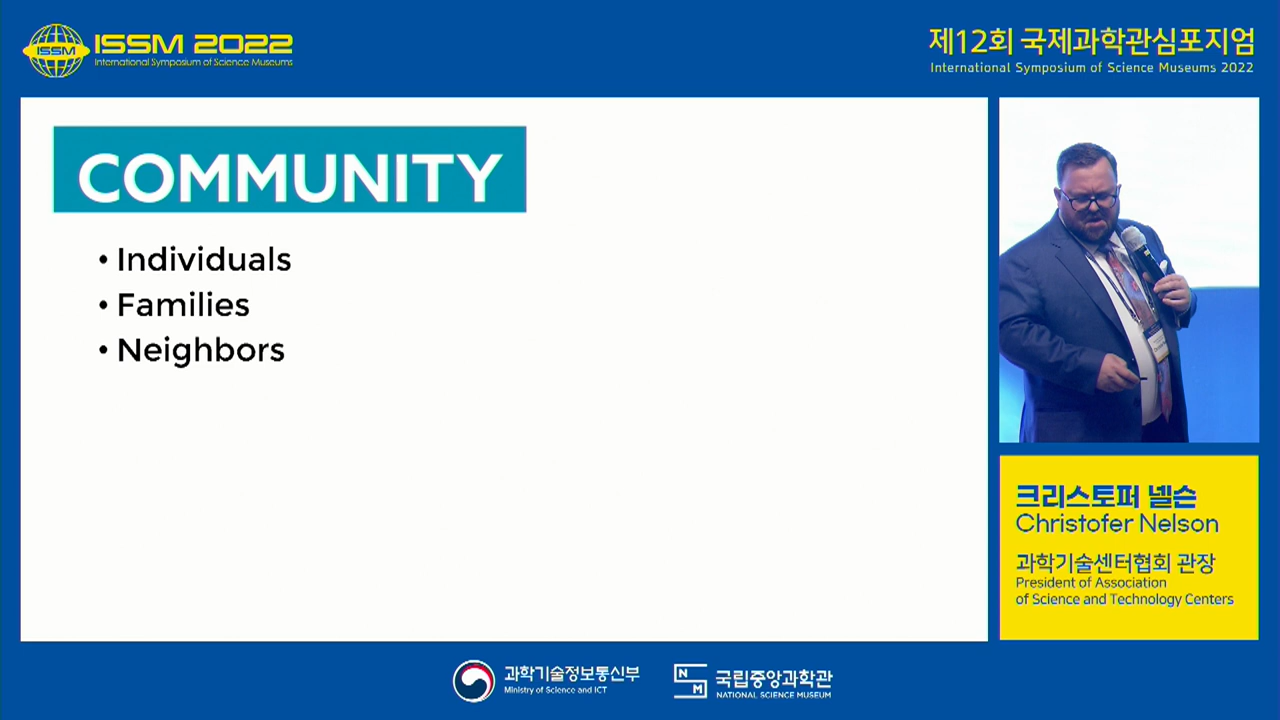 ISSM
ISSM 2022
International Symposium of Science Museums
제12회 국제과학관심포지엄
International Symposium of Science Museums 2022
COMMUNITY
• Individuals
• Families
• Neighbors
크리스토퍼 넬슨
Christofer Nelson
과학기술센터협회 관장
President of Association
of Science and Technology Centers
과학기술정보통신부
Ministry of Science and ICT
N
M
국립중앙과학관
NATIONAL SCIENCE MUSEUM